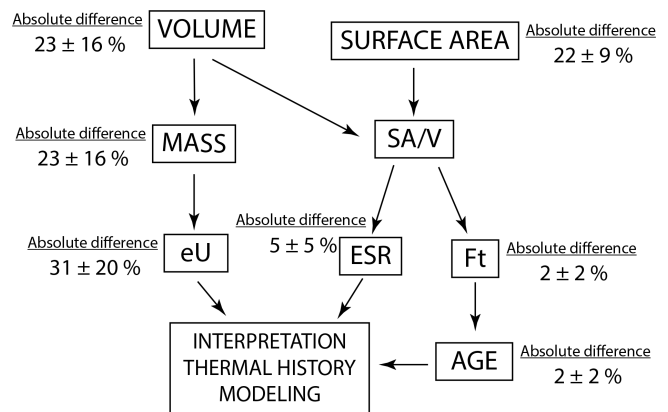 Absolute difference
23 ± 16 %
VOLUME
SURFACE AREA
Absolute difference
22 ± 9 %
Absolute difference
23 ± 16 %
MASS
SA/V
Absolute difference
31 ± 20 %
eU
Absolute difference
5 ± 5 %
ESR
Ft
Absolute difference
2 ± 2 %
INTERPRETATION
THERMAL HISTORY
MODELING
AGE
Absolute difference
2 ± 2 %